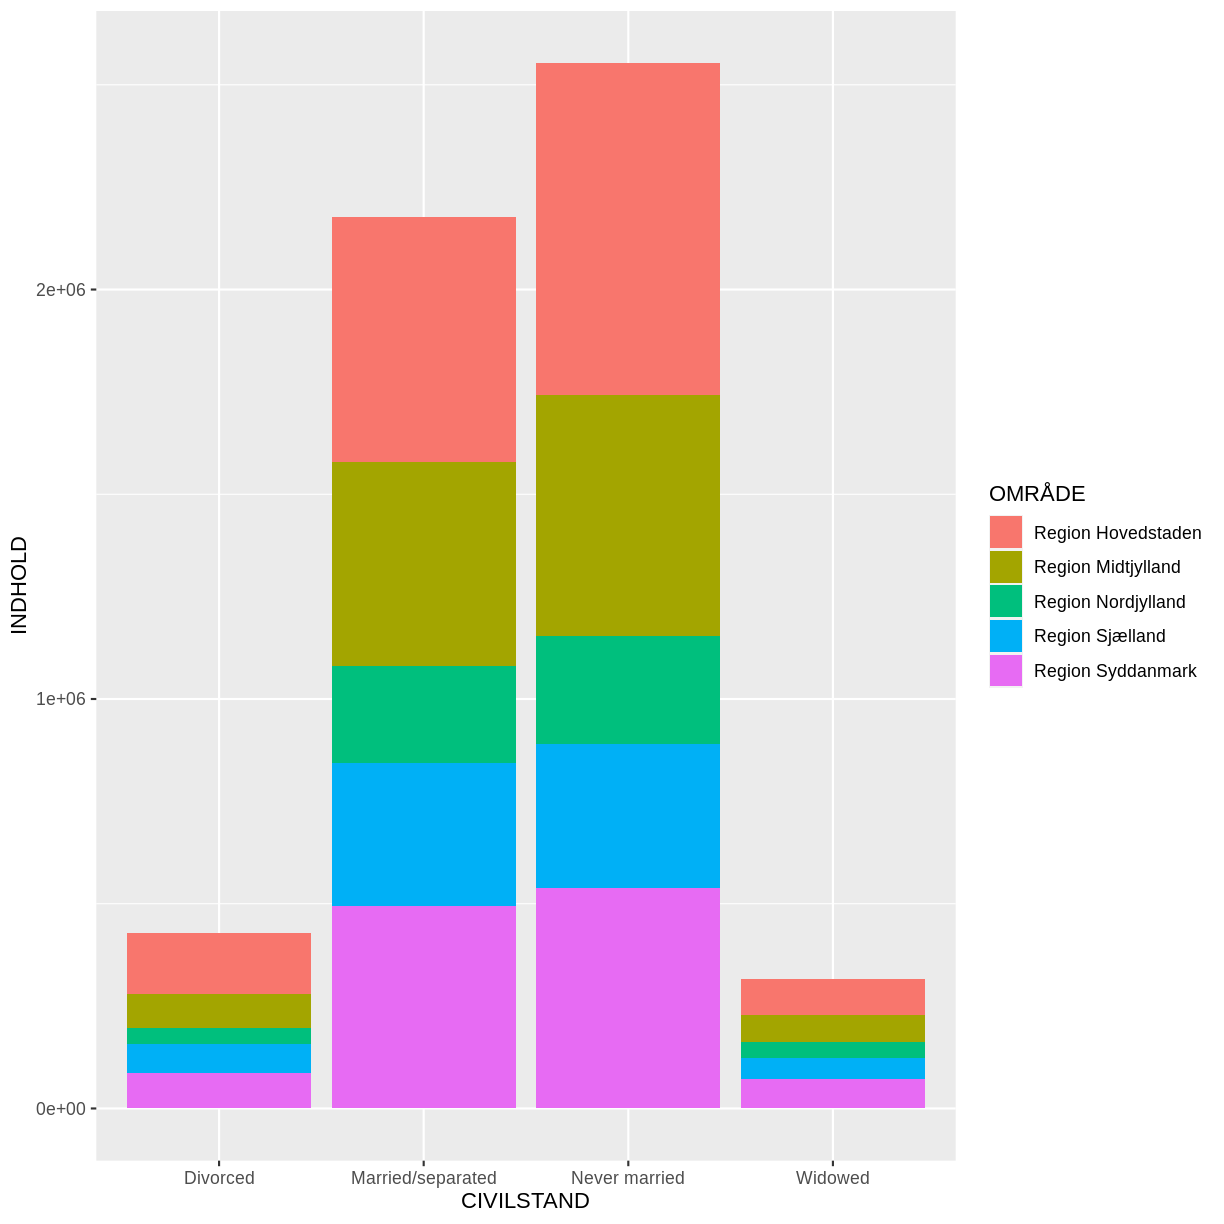 INDHOLD
2e+06
1e+06
0e+00
Divorced
Married/separated
Never married
Widowed
CIVILSTAND
OMRÅDE
Region Hovedstaden
Region Midtjylland
Region Nordjylland
Region Sjælland
Region Syddanmark